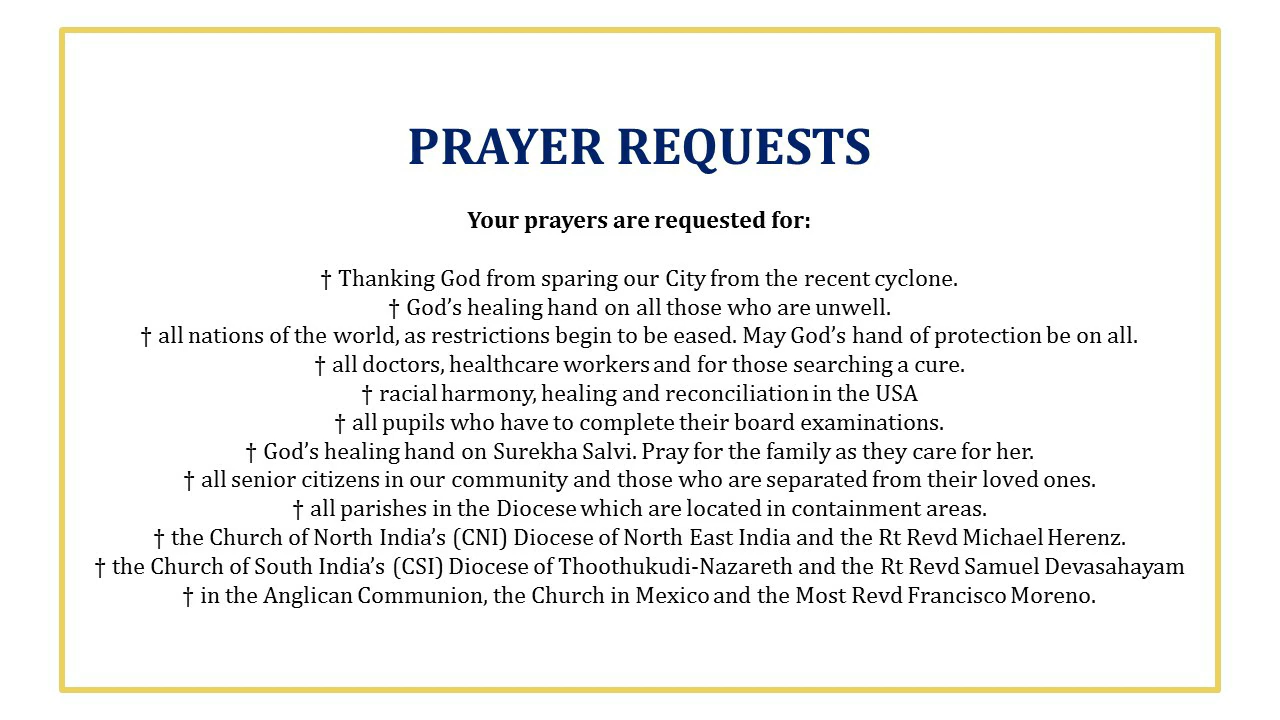 PRAYER REQUESTS
Your prayers are requested for:
† Thanking God from sparing our City from the recent cyclone.
† God’s healing hand on all those who are unwell.
† all nations of the world, as restrictions begin to be eased. May God’s hand of protection be on all.
† all doctors, healthcare workers and for those searching a cure.
† racial harmony, healing and reconciliation in the USA
† all pupils who have to complete their board examinations.
† God’s healing hand on Surekha Salvi. Pray for the family as they care for her.
† all senior citizens in our community and those who are separated from their loved ones.
† all parishes in the Diocese which are located in containment areas.
† the Church of North India’s (CNI) Diocese of North East India and the Rt Revd Michael Herenz.
† the Church of South India’s (CSI) Diocese of Thoothukudi-Nazareth and the Rt Revd Samuel Devasahayam
† in the Anglican Communion, the Church in Mexico and the Most Revd Francisco Moreno.